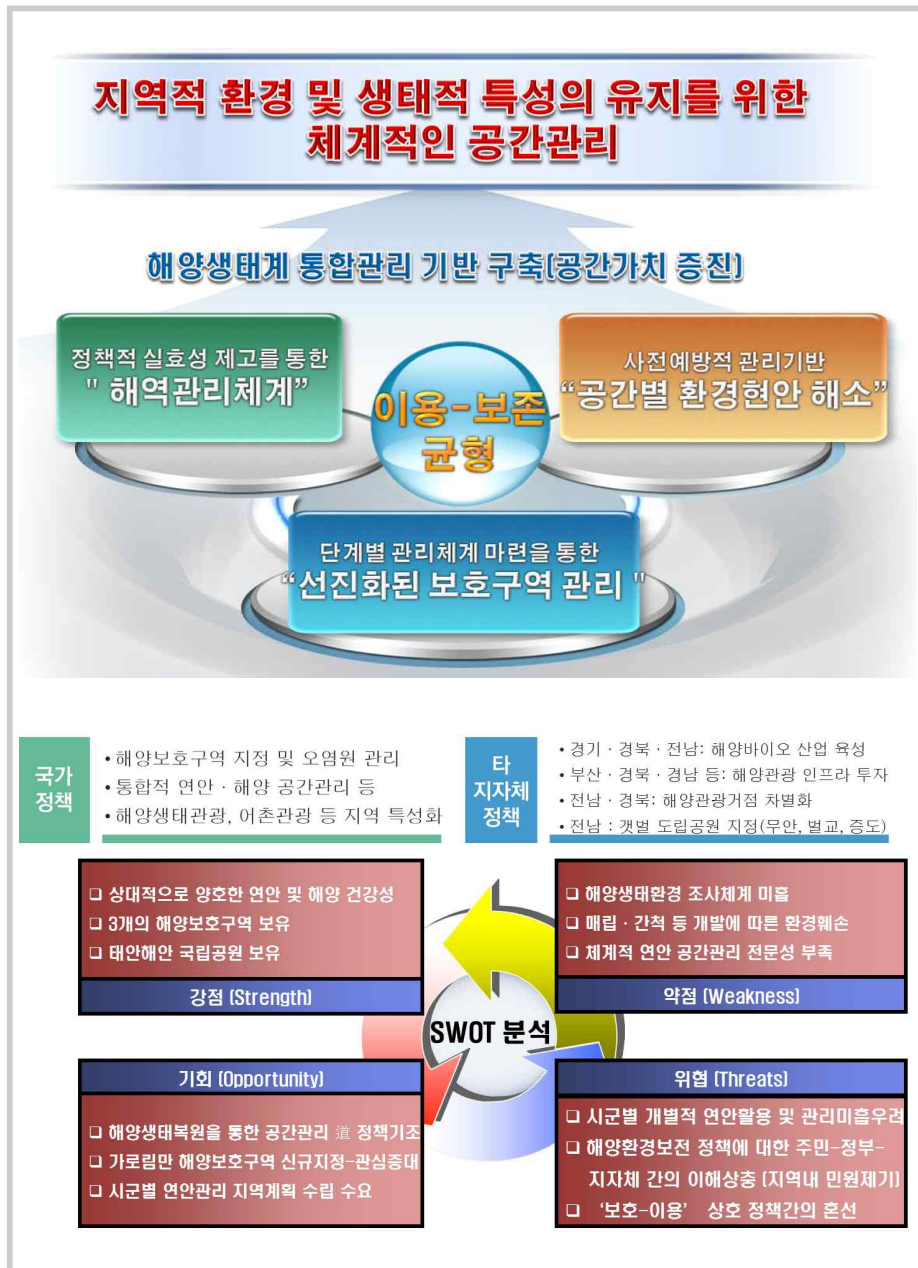 지역적 환경 및 생태적 특성의 유지를 위한
체계적인 공간관리
해양생태계 통합관리 기반 구축(공간가치 증진)
정책적 실효성 제고를 통한
" 해역관리체계”
사전예방적 관리기반
“공간별 환경현안 해소”
이용-보존
균형
단계별 관리체계 마련을 통한
“선진화된 보호구역 관리 "
국가
정책
• 해양보호구역 지정 및 오염원 관리
• 통합적 연안 · 해양 공간관리 등
• 해양생태관광, 어촌관광 등 지역 특성화
타
지자체
정책
• 경기 · 경북 · 전남: 해양바이오 산업 육성
• 부산 · 경북 · 경남 등: 해양관광 인프라 투자
• 전남 · 경북: 해양관광거점 차별화
• 전남 : 갯벌 도립공원 지정(무안, 벌교, 증도)
❑ 상대적으로 양호한 연안 및 해양 건강성
❑ 3개의 해양보호구역 보유
❑ 태안해안 국립공원 보유
강점 (Strength)
❑ 해양생태환경 조사체계 미흡
❑ 매립 · 간척 등 개발에 따른 환경훼손
❑ 체계적 연안 공간관리 전문성 부족
약점 (Weakness)
SWOT 분석
기회 (Opportunity)
❑ 해양생태복원을 통한 공간관리 道 정책기조
❑ 가로림만 해양보호구역 신규지정-관심증대
❑ 시군별 연안관리 지역계획 수립 수요
위협 (Threats)
❑ 시군별 개별적 연안활용 및 관리미흡우려
❑ 해양환경보전 정책에 대한 주민-정부-
지자체 간의 이해상충 (지역내 민원제기)
❑ ‘보호-이용’ 상호 정책간의 혼선